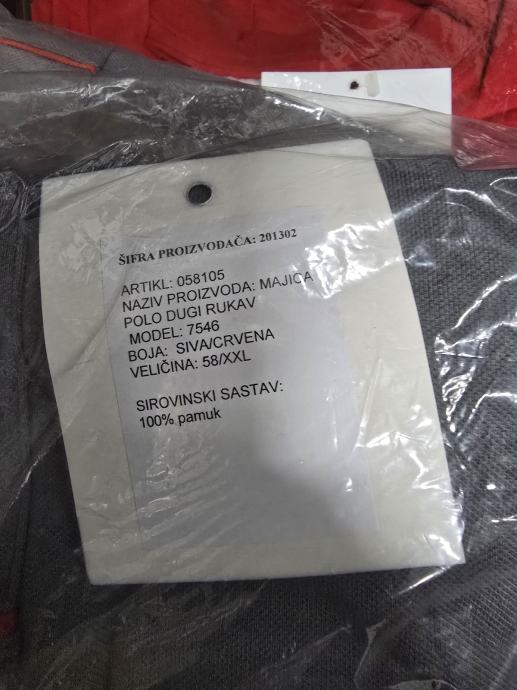 ŠIFRA PROIZVODAČA: 201302
ARTIKL: 058105
NAZIV PROIZVODA: MAJICA
POLO DUGI RUKAV
MODEL: 7546
BOJA: SIVA/CRVENA
VELIČINA: 58/XXL
SIROVINSKI SASTAV:
100% pamuk